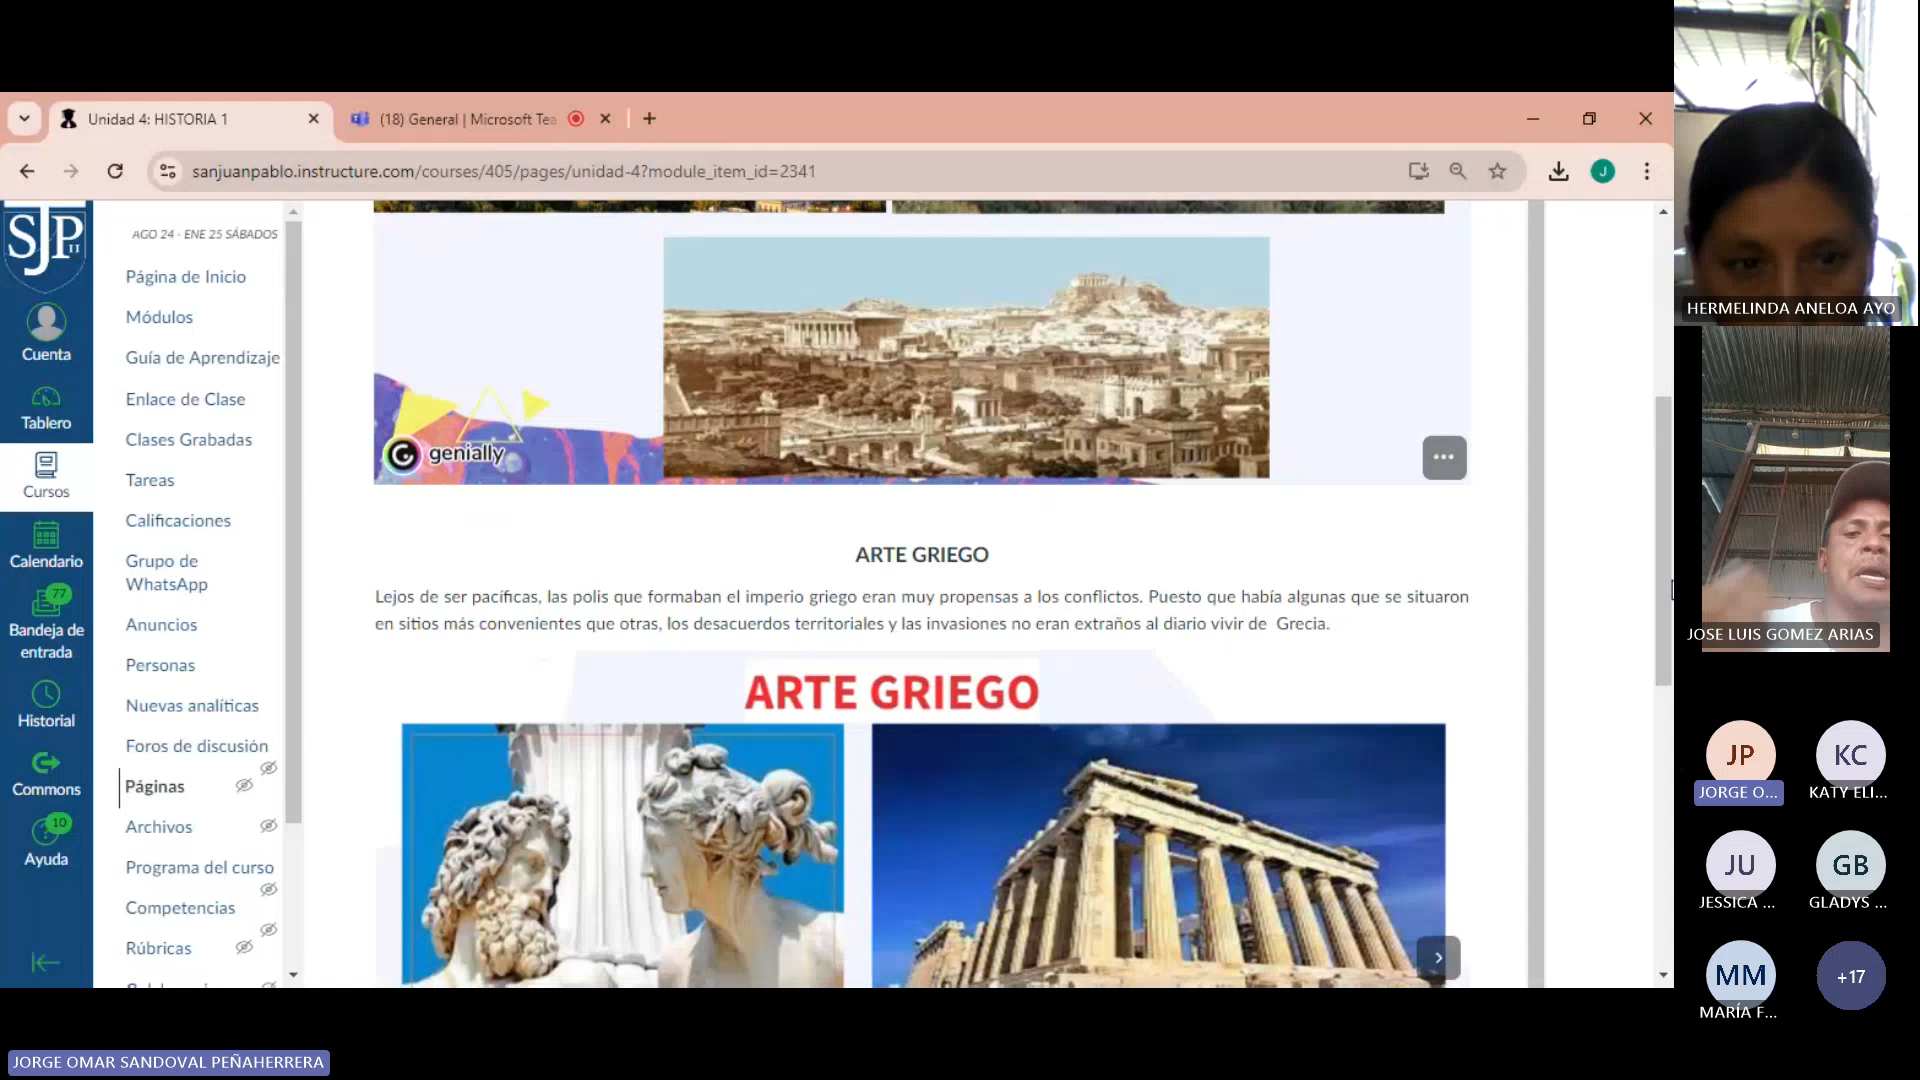 Unidad 4: HISTORIA 1
(18) General | Microsoft Tea
sanjuanpablo.instructure.com/courses/405/pages/unidad-4?module_item_id=2341
J
SJP II
Cuenta
Tablero
Cursos
Calendario
77
Bandeja de
entrada
Historial
Commons
10
Ayuda
AGO 24 - ENE 25 SÁBADOS
Página de Inicio
Módulos
Guía de Aprendizaje
Enlace de Clase
Clases Grabadas
Tareas
Calificaciones
Grupo de
WhatsApp
Anuncios
Personas
Nuevas analíticas
Foros de discusión
Páginas
Archivos
Programa del curso
Competencias
Rúbricas
genially
ARTE GRIEGO
Lejos de ser pacíficas, las polis que formaban el imperio griego eran muy propensas a los conflictos. Puesto que había algunas que se situaron
en sitios más convenientes que otras, los desacuerdos territoriales y las invasiones no eran extraños al diario vivir de Grecia.
ARTE GRIEGO
HERMELINDA ANELOA AYO
JOSE LUIS GOMEZ ARIAS
JP
JORGE O...
KC
KATY ELI...
JU
JESSICA ...
GB
GLADYS ...
MM
MARÍA F...
+17
JORGE OMAR SANDOVAL PEÑAHERRERA